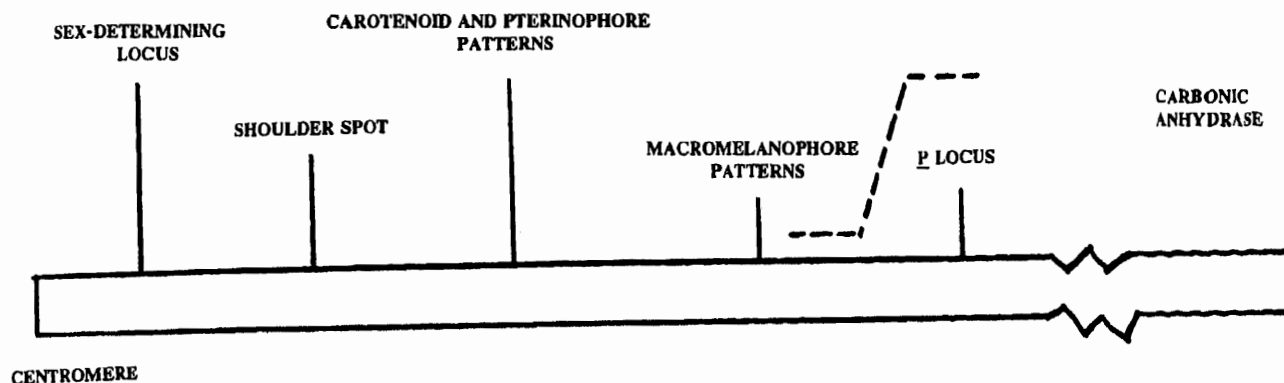 SEX-DETERMINING
LOCUS
SHOULDER SPOT
CAROTENOID AND PTERINOPHORE
PATTERNS
MACROMELANOPHORE
PATTERNS
P LOCUS
CARBONIC
ANHYDRASE
CENTROMERE